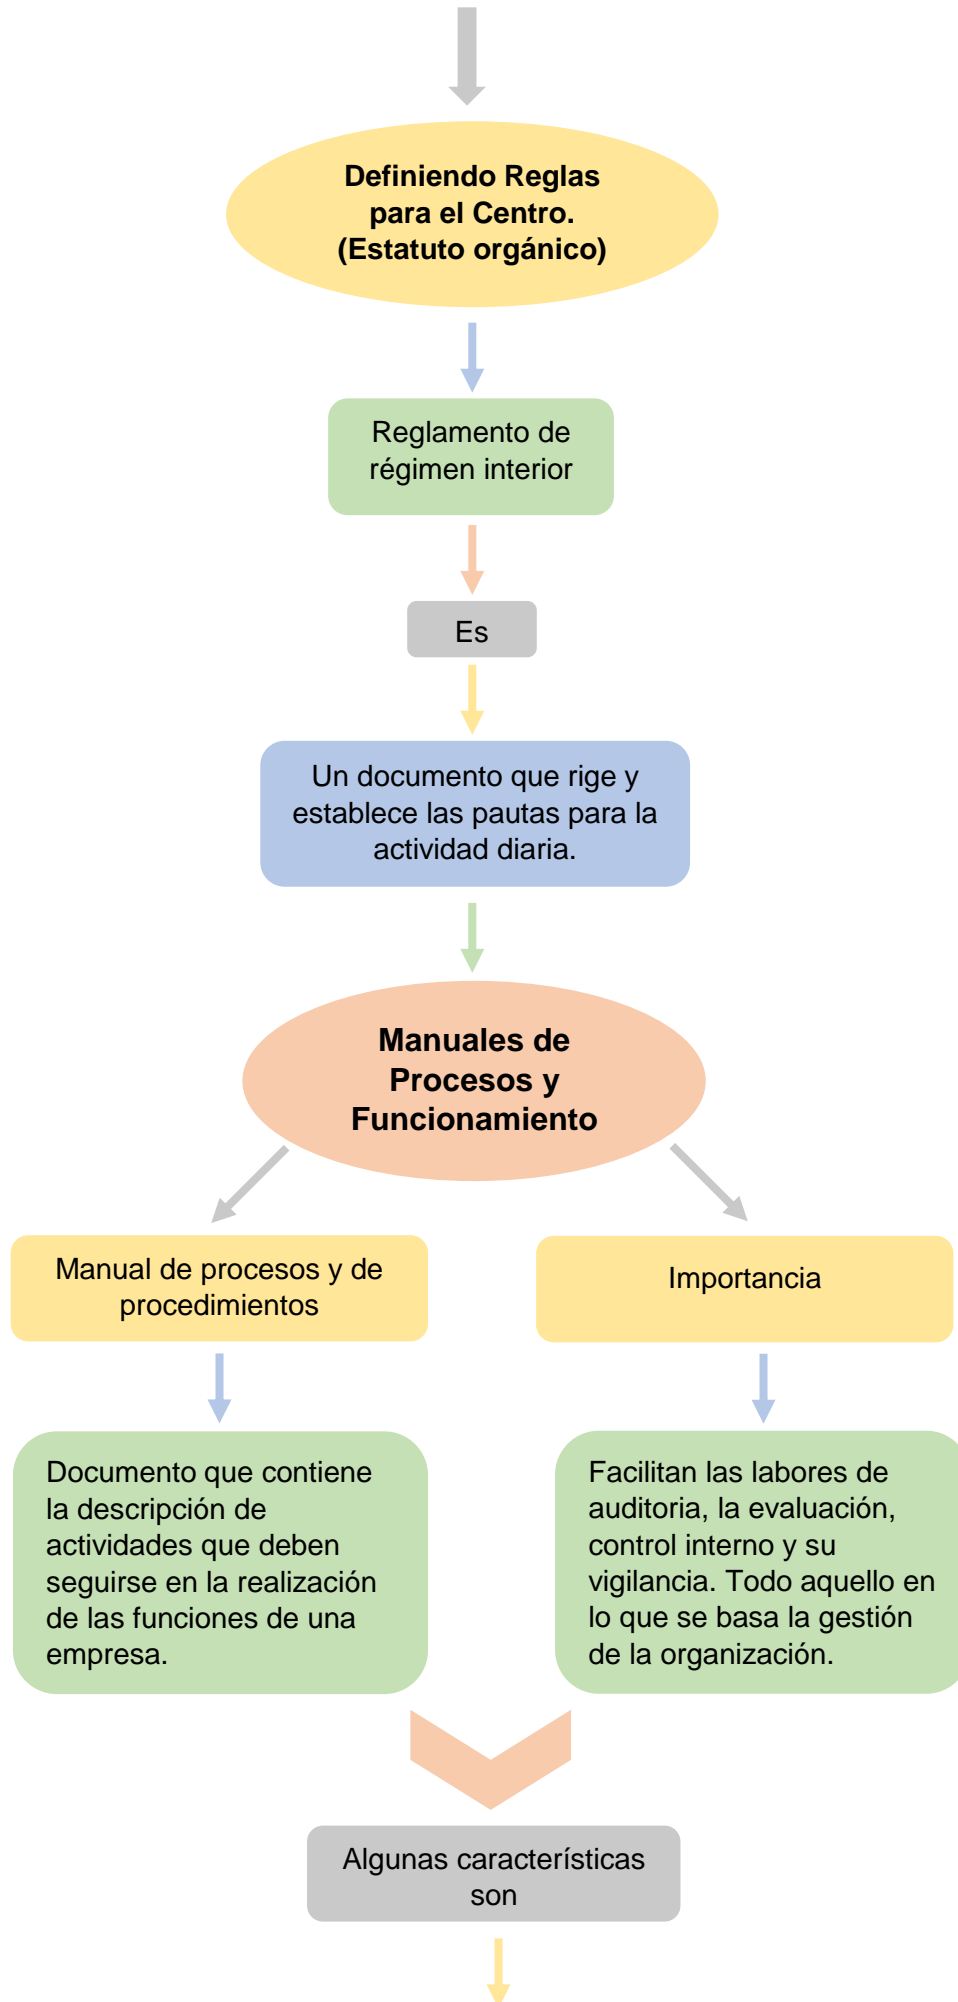 Definiendo Reglas
para el Centro.
(Estatuto orgánico)
Reglamento de
régimen interior
Es
Un documento que rige y
establece las pautas para la
actividad diaria.
Manuales de
Procesos y
Funcionamiento
Manual de procesos y de
procedimientos
Importancia
Documento que contiene
la descripción de
actividades que deben
seguirse en la realización
de las funciones de una
empresa.
Facilitan las labores de
auditoria, la evaluación,
control interno y su
vigilancia. Todo aquello en
lo que se basa la gestión
de la organización.
Algunas características
son